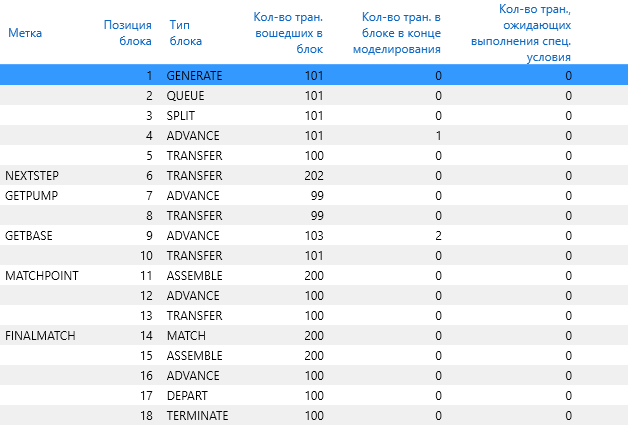 Метка Позиция блока Тип блока Кол-во тран. вошедших в блок Кол-во тран. в блоке в конце моделирования Кол-во тран., ожидающих выполнения спец. условия
1 GENERATE 101 0 0
2 QUEUE 101 0 0
3 SPLIT 101 0 0
4 ADVANCE 101 1 0
5 TRANSFER 100 0 0
NEXTSTEP 6 TRANSFER 202 0 0
GETPUMP 7 ADVANCE 99 0 0
8 TRANSFER 99 0 0
GETBASE 9 ADVANCE 103 2 0
10 TRANSFER 101 0 0
MATCHPOINT 11 ASSEMBLE 200 0 0
12 ADVANCE 100 0 0
13 TRANSFER 100 0 0
FINALMATCH 14 MATCH 200 0 0
15 ASSEMBLE 200 0 0
16 ADVANCE 100 0 0
17 DEPART 100 0 0
18 TERMINATE 100 0 0